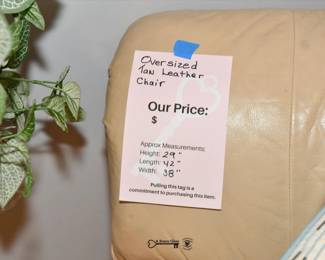 Oversized
Tan Leather
Chair
Our Price:
$
Approx Measurements:
Height: 29"
Length: 42"
Width: 38"
Pulling this tag is a
commitment to purchasing this item.